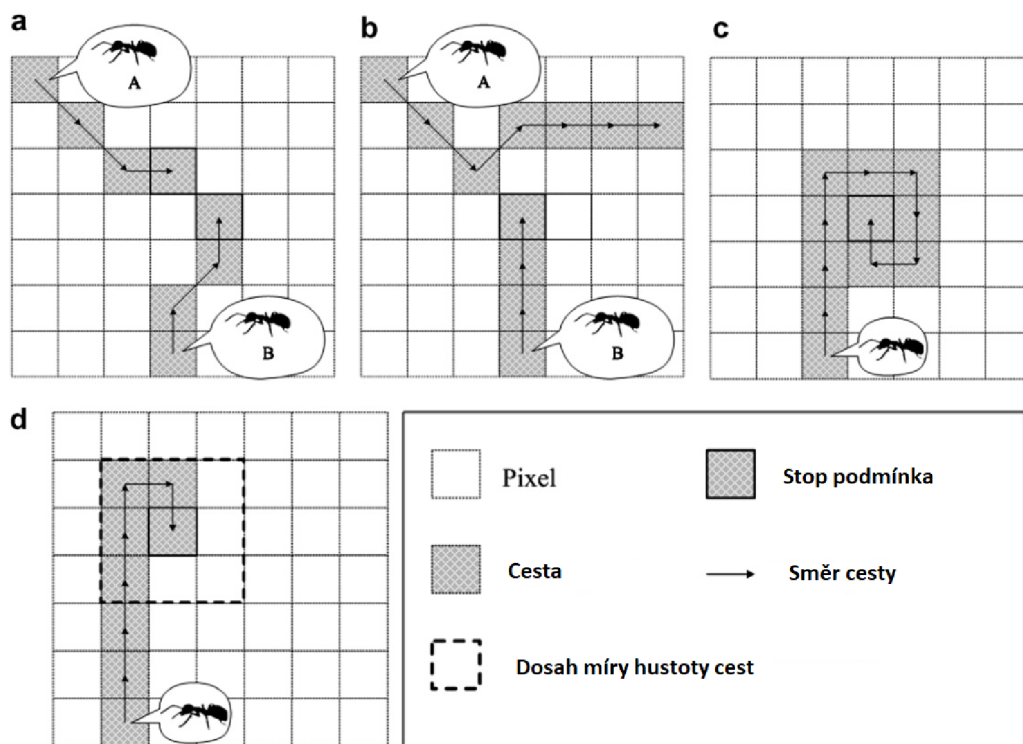 a
b
c
A
A
B
B
d
Pixel
Stop podmínka
Cesta
Směr cesty
Dosah míry hustoty cest